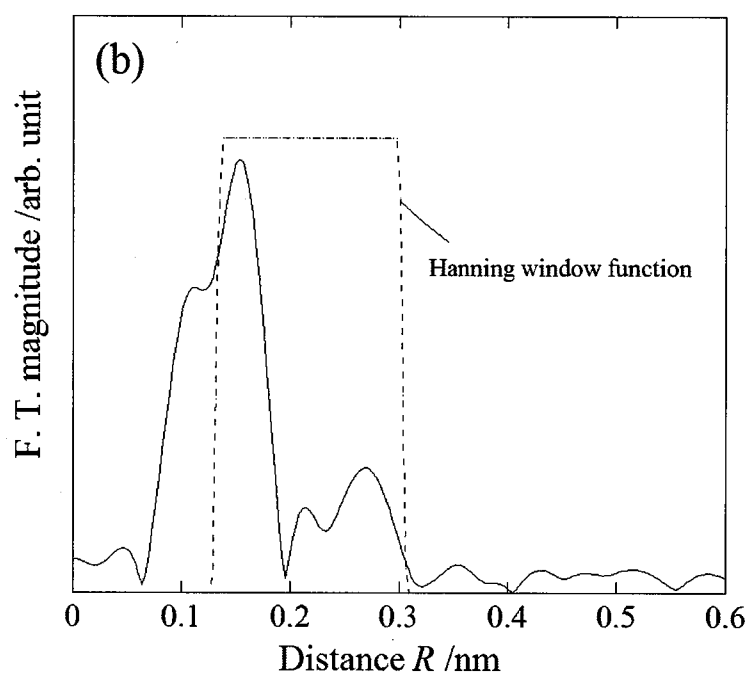 (b)
F. T. magnitude /arb. unit
Hanning window function
0 0.1 0.2 0.3 0.4 0.5 0.6
Distance R /nm